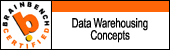 BRAINBENCH
CERTIFIED
b
Data Warehousing
Concepts